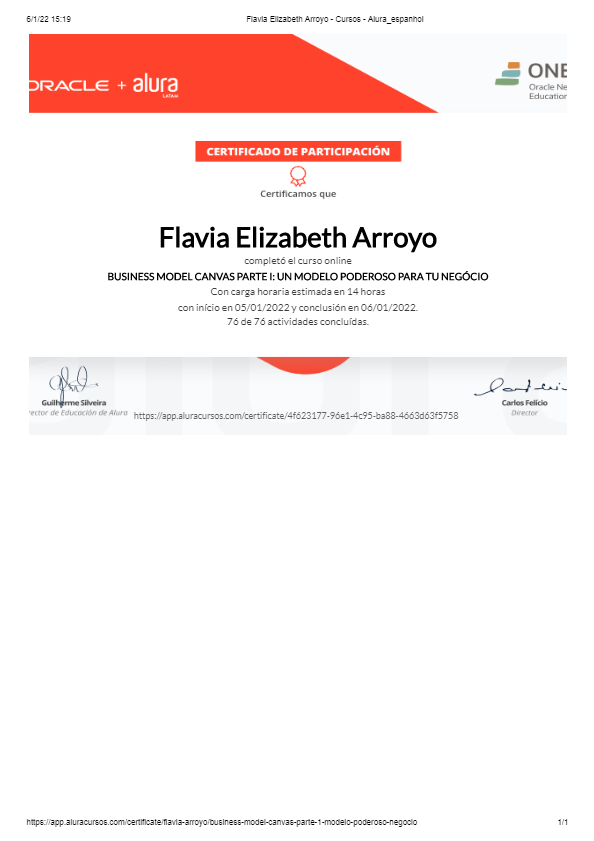 6/1/22 15:19 Flavia Elizabeth Arroyo - Cursos - Alura_espanhol
ORACLE + alura
LATAM
ONE
Oracle Ne
Education
CERTIFICADO DE PARTICIPACIÓN
Certificamos que
Flavia Elizabeth Arroyo
completó el curso online
BUSINESS MODEL CANVAS PARTE I: UN MODELO PODEROSO PARA TU NEGÓCIO
Con carga horaria estimada en 14 horas
con início en 05/01/2022 y conclusión en 06/01/2022.
76 de 76 actividades concluídas.
Guilherme Silveira
rector de Educación de Alura
https://app.aluracursos.com/certificate/4f623177-96e1-4c95-ba88-4663d63f5758
Carlos Felício
Director
https://app.aluracursos.com/certificate/flavia-arroyo/business-model-canvas-parte-1-modelo-poderoso-negocio 1/1